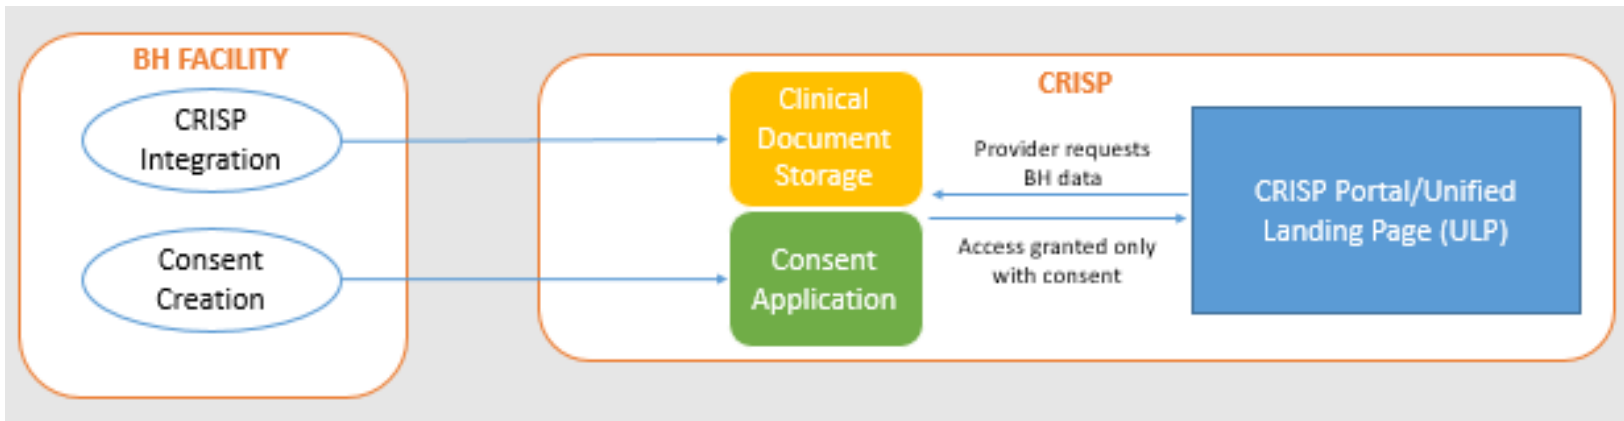 BH FACILITY
CRISP
Integration
Consent
Creation
CRISP
Clinical
Document
Storage
Consent
Application
Provider requests
BH data
Access granted only
with consent
CRISP Portal/Unified
Landing Page (ULP)